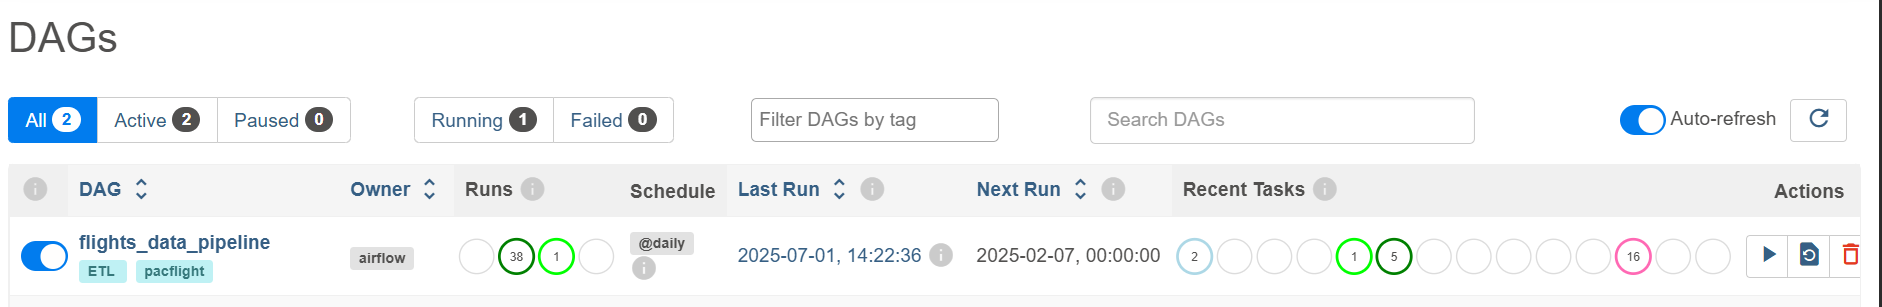 DAGs
All 2 Active 2 Paused 0 Running 1 Failed 0 Filter DAGs by tag Search DAGs Auto-refresh
i DAG Owner Runs i Schedule Last Run i Next Run i Recent Tasks i Actions
flights_data_pipeline
ETL pacflight airflow 38 1 @daily i 2025-07-01, 14:22:36 i 2025-02-07, 00:00:00 2 1 5 16